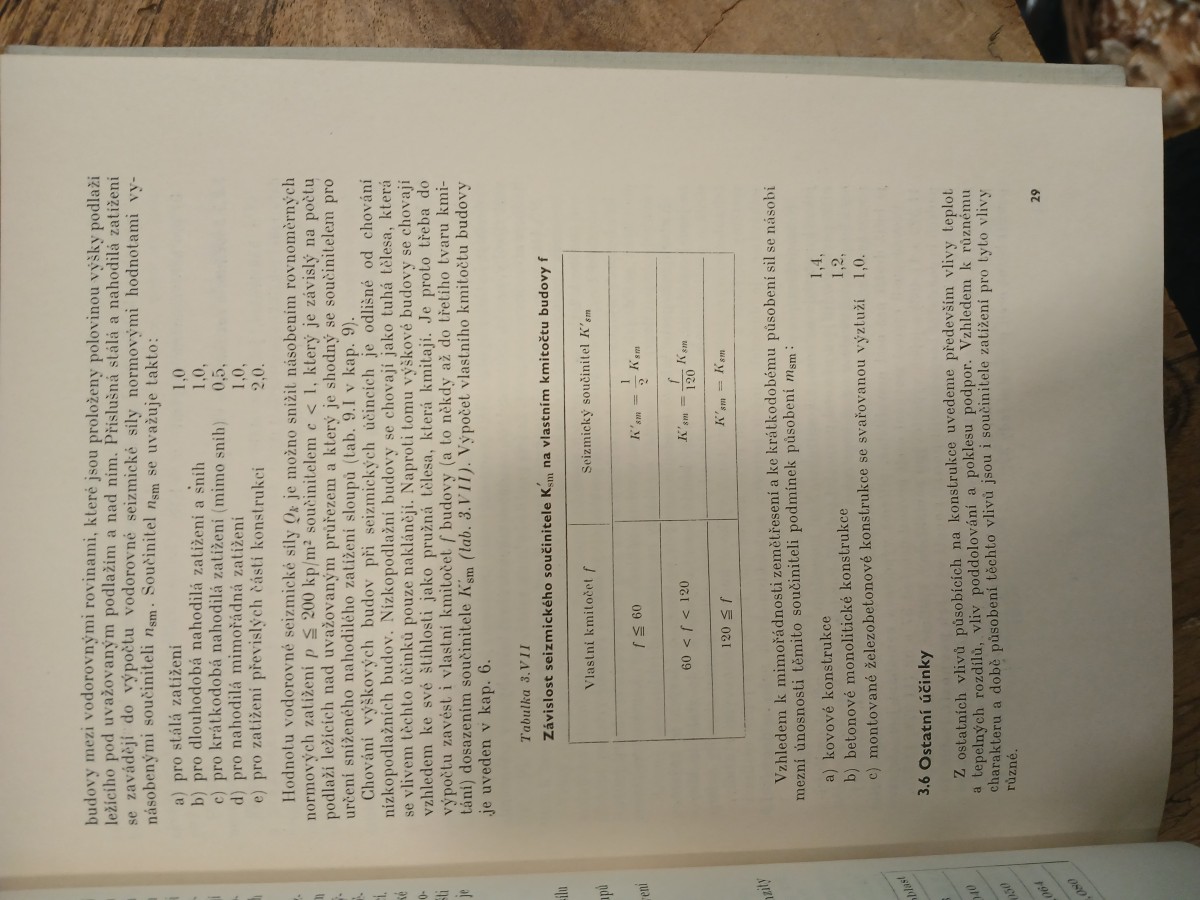 budovy mezi vodorovnými rovinami, které jsou proloženy polovinou výšky podlaží
ležícího pod uvažovaným podlažím a nad ním. Příslušná stálá a nahodilá zatížení
se zavádějí do výpočtu vodorovné seizmické síly normovými hodnotami vy-
násobenými součiniteli nsm. Součinitel nsm se uvažuje takto:
a) pro stálá zatížení 1,0
b) pro dlouhodobá nahodilá zatížení a sníh 1,0,
c) pro krátkodobá nahodilá zatížení (mimo sníh) 0,5,
d) pro nahodilá mimořádná zatížení 1,0,
e) pro zatížení převislých částí konstrukcí 2,0.
Hodnotu vodorovné seizmické síly Qk je možno snížit násobením rovnoměrných
normových zatížení p ≦ 200 kp/m² součinitelem c < 1, který je závislý na počtu
podlaží ležících nad uvažovaným průřezem a který je shodný se součinitelem pro
určení sníženého nahodilého zatížení sloupů (tab. 9.I v kap. 9).
Chování výškových budov při seizmických účincích je odlišné od chování
nízkopodlažních budov. Nízkopodlažní budovy se chovají jako tuhá tělesa, která
se vlivem těchto účinků pouze naklánějí. Naproti tomu výškové budovy se chovají
vzhledem ke své štíhlosti jako pružná tělesa, která kmitají. Je proto třeba do
výpočtu zavést i vlastní kmitočet f budovy (a to někdy až do třetího tvaru kmi-
tání) dosazením součinitele K′sm (tab. 3.VII). Výpočet vlastního kmitočtu budovy
je uveden v kap. 6.
Tabulka 3.VII
Závislost seizmického součinitele K′sm na vlastním kmitočtu budovy f
Vlastní kmitočet f Seizmický součinitel K′sm
f ≦ 60 K′sm = 1/2 Ksm
60 < f < 120 K′sm = f/120 Ksm
120 ≦ f K′sm = Ksm
Vzhledem k mimořádnosti zemětřesení a ke krátkodobému působení sil se násobí
mezní únosnosti těmito součiniteli podmínek působení msm:
a) kovové konstrukce 1,4,
b) betonové monolitické konstrukce 1,2,
c) montované železobetonové konstrukce se svařovanou výztuží 1,0.
3.6 Ostatní účinky
Z ostatních vlivů působících na konstrukce uvedeme především vlivy teplot
a tepelných rozdílů, vliv poddolování a poklesu podpor. Vzhledem k různému
charakteru a době působení těchto vlivů jsou i součinitele zatížení pro tyto vlivy
různé.
29